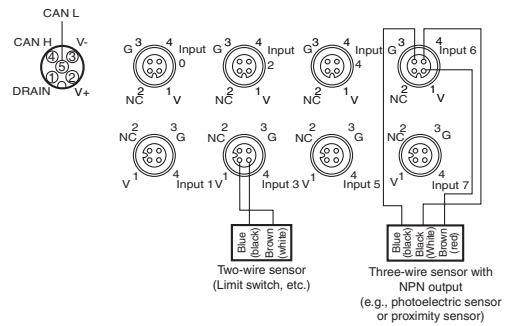 CAN L
CAN H
V-
4
3
5
1
2
DRAIN
V+
G
3
4
Input
0
2
NC
1
V
G
3
4
Input
2
2
NC
1
V
G
3
4
Input
4
2
NC
1
V
G
3
4
Input 6
2
NC
1
V
2
NC
3
G
V
1
4
Input 1
2
NC
3
G
V
1
4
Input 3
2
NC
3
G
V
1
4
Input 5
2
NC
3
G
V
1
4
Input 7
Blue
(black)
Brown
(white)
Two-wire sensor
(Limit switch, etc.)
Blue
(black)
Black
(White)
Brown
(red)
Three-wire sensor with
NPN output
(e.g., photoelectric sensor
or proximity sensor)